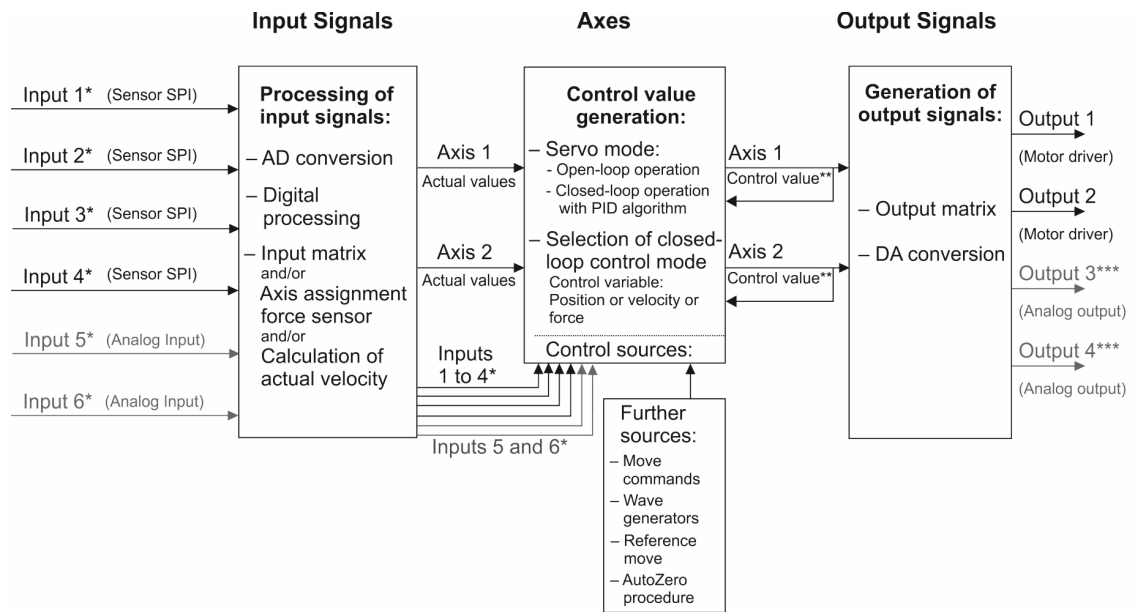 Input Signals
Axes
Output Signals
Input 1* (Sensor SPI)
Input 2* (Sensor SPI)
Input 3* (Sensor SPI)
Input 4* (Sensor SPI)
Input 5* (Analog Input)
Input 6* (Analog Input)
Processing of
input signals:
– AD conversion
– Digital
processing
– Input matrix
and/or
Axis assignment
force sensor
and/or
Calculation of
actual velocity
Axis 1
Actual values
Axis 2
Actual values
Inputs
1 to 4*
Inputs 5 and 6*
Control value
generation:
– Servo mode:
- Open-loop operation
- Closed-loop operation
with PID algorithm
– Selection of closed-
loop control mode
Control variable:
Position or velocity or
force
Control sources:
Further
sources:
– Move
commands
– Wave
generators
– Reference
move
– AutoZero
procedure
Axis 1
Control value**
Axis 2
Control value**
Generation of
output signals:
– Output matrix
– DA conversion
Output 1
(Motor driver)
Output 2
(Motor driver)
Output 3***
(Analog output)
Output 4***
(Analog output)